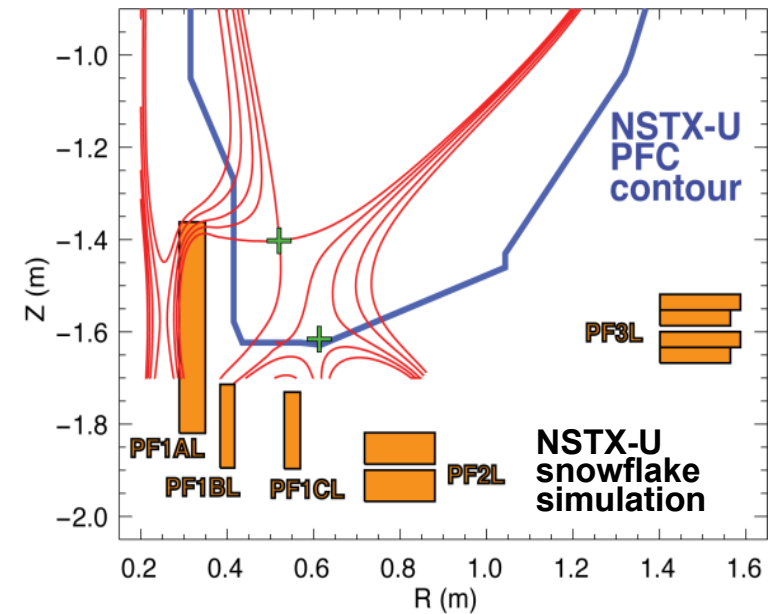 -1.0
-1.2
-1.4
-1.6
-1.8
-2.0
Z (m)
NSTX-U
PFC
contour
PF3L
PF1AL
PF1BL
PF1CL
PF2L
NSTX-U
snowflake
simulation
0.2 0.4 0.6 0.8 1.0 1.2 1.4 1.6
R (m)